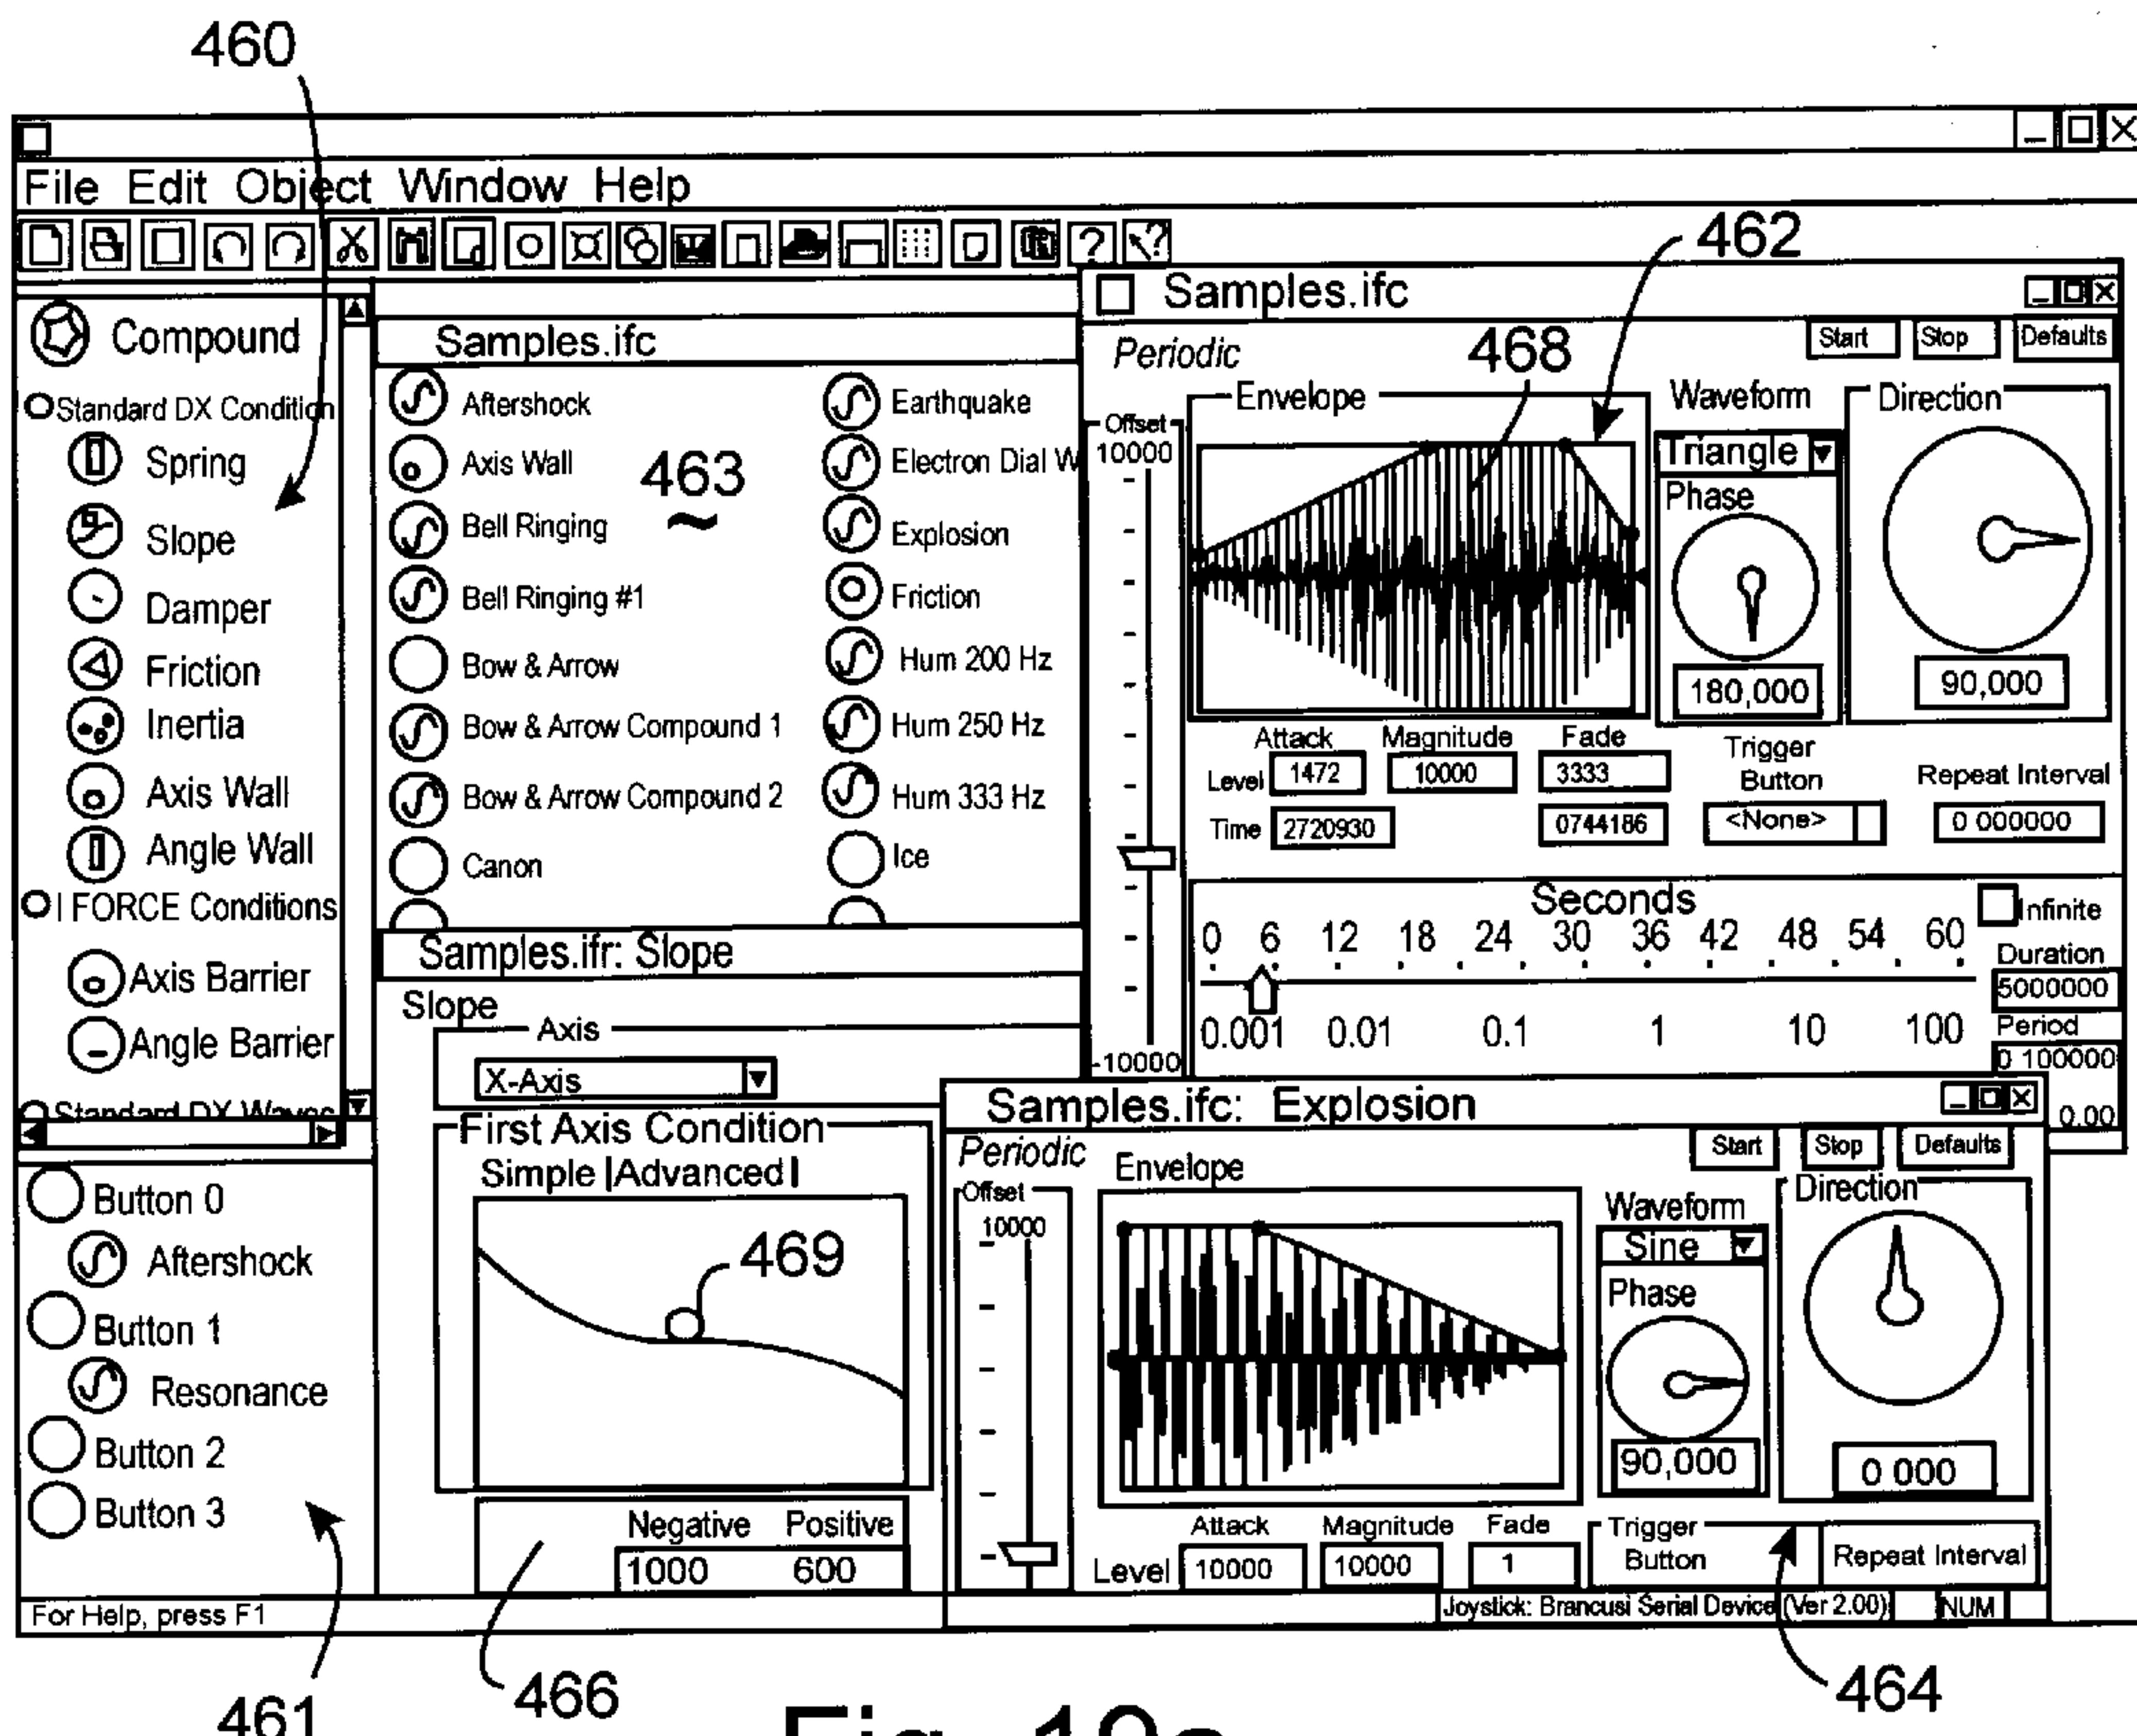 460
File Edit Object Window Help
462
Compound
Standard DX Condition
Spring
Slope
Damper
Friction
Inertia
Axis Wall
Angle Wall
I FORCE Conditions
Axis Barrier
Angle Barrier
Standard DX Waves
Samples.ifc
Aftershock
Axis Wall
Bell Ringing
Bell Ringing #1
Bow & Arrow
Bow & Arrow Compound 1
Bow & Arrow Compound 2
Canon
463
~
Earthquake
Electron Dial W
Explosion
Friction
Hum 200 Hz
Hum 250 Hz
Hum 333 Hz
Ice
Samples.ifc
Periodic
468
Start Stop Defaults
Offset
10000
-10000
Envelope
Waveform
Triangle
Phase
180,000
Direction
90,000
Attack Magnitude Fade
Level 1472 10000 3333
Time 2720930 0744186
Trigger
Button
<None>
Repeat Interval
0 000000
Seconds
0 6 12 18 24 30 36 42 48 54 60
0.001 0.01 0.1 1 10 100
Infinite
Duration
5000000
Period
0 100000
0.00
Samples.ifr: Slope
Slope
Axis
X-Axis
First Axis Condition
Simple |Advanced|
469
Negative Positive
1000 600
Samples.ifc: Explosion
Periodic
Start Stop Defaults
Offset
10000
Envelope
Waveform
Sine
Phase
90,000
Direction
0 000
Attack Magnitude Fade
Level 10000 10000 1
Trigger
Button
Repeat Interval
Button 0
Aftershock
Button 1
Resonance
Button 2
Button 3
For Help, press F1
Joystick: Brancusi Serial Device (Ver 2.00) NUM
461
466
464